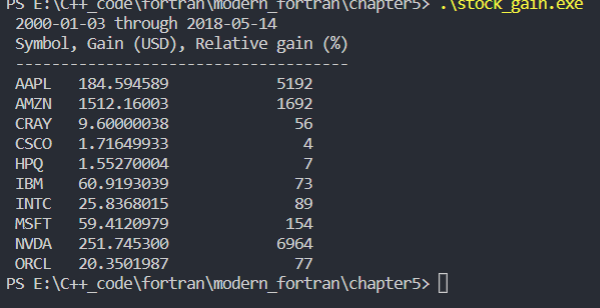 PS E:\C++_code\fortran\modern_fortran\chapter5> .\stock_gain.exe
2000-01-03 through 2018-05-14
Symbol, Gain (USD), Relative gain (%)
-------------------------------------
AAPL 184.594589 5192
AMZN 1512.16003 1692
CRAY 9.60000038 56
CSCO 1.71649933 4
HPQ 1.55270004 7
IBM 60.9193039 73
INTC 25.8368015 89
MSFT 59.4120979 154
NVDA 251.745300 6964
ORCL 20.3501987 77
PS E:\C++_code\fortran\modern_fortran\chapter5>